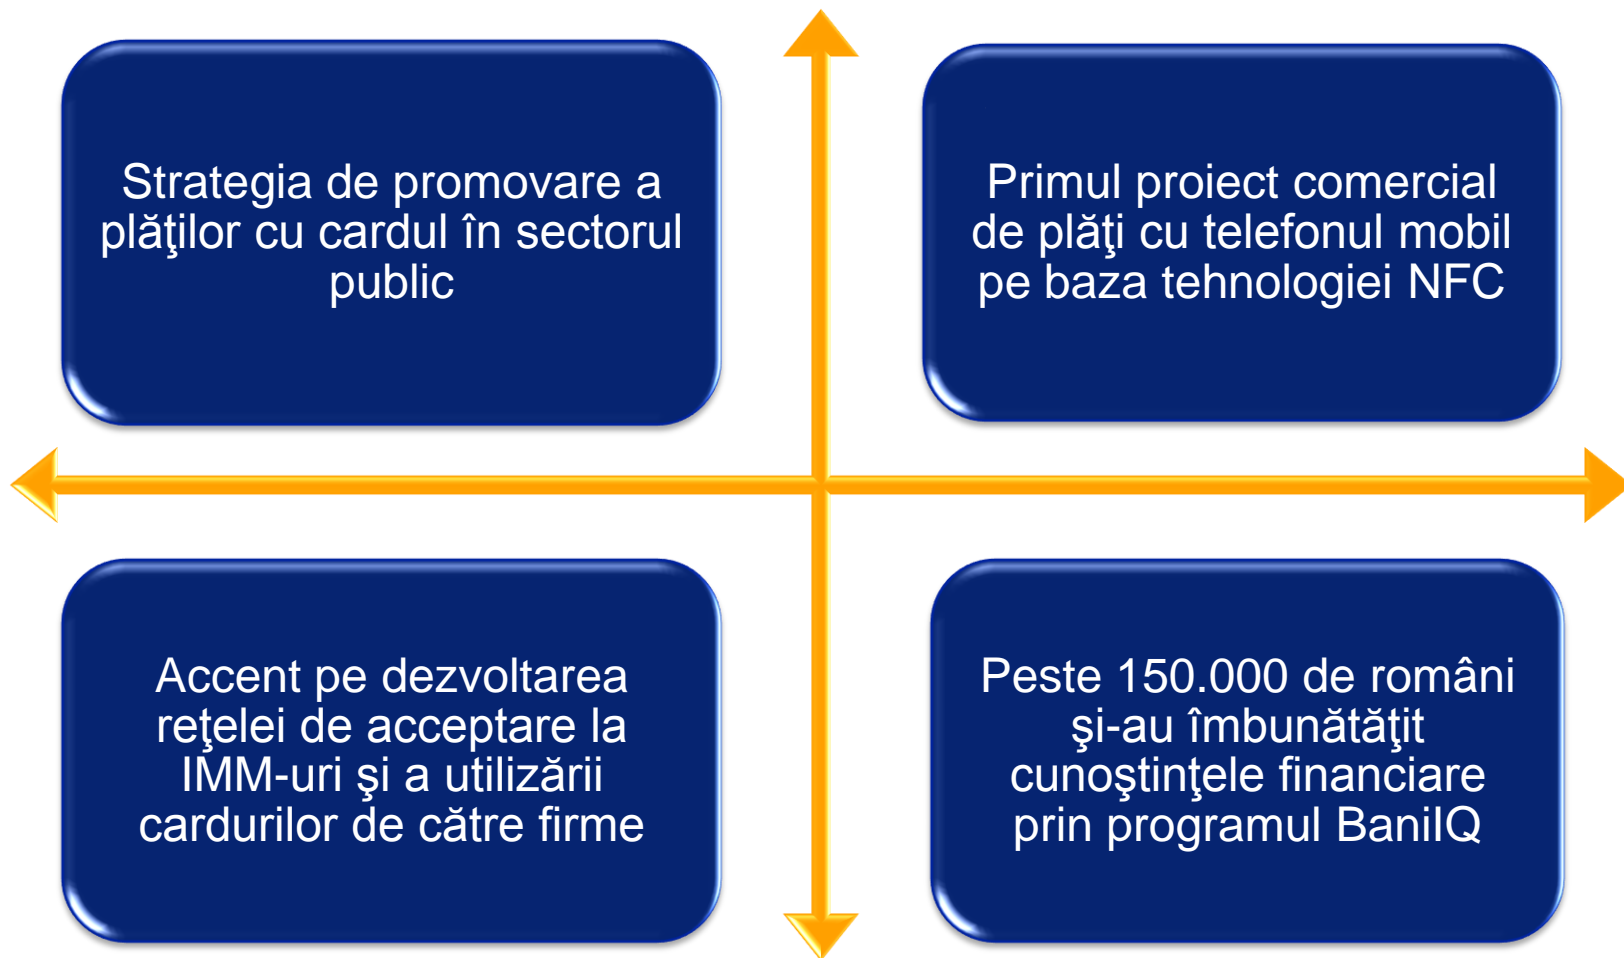 Strategia de promovare a
plăţilor cu cardul în sectorul
public
Primul proiect comercial
de plăţi cu telefonul mobil
pe baza tehnologiei NFC
Accent pe dezvoltarea
reţelei de acceptare la
IMM-uri şi a utilizării
cardurilor de către firme
Peste 150.000 de români
şi-au îmbunătăţit
cunoştinţele financiare
prin programul BaniIQ